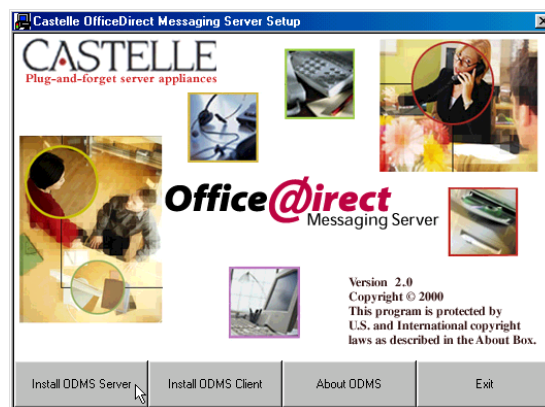 Castelle OfficeDirect Messaging Server Setup
CASTELLE
Plug-and-forget server appliances
Office@irect
Messaging Server
Version 2.0
Copyright © 2000
This program is protected by
U.S. and International copyright
laws as described in the About Box.
Install ODMS Server
Install ODMS Client
About ODMS
Exit